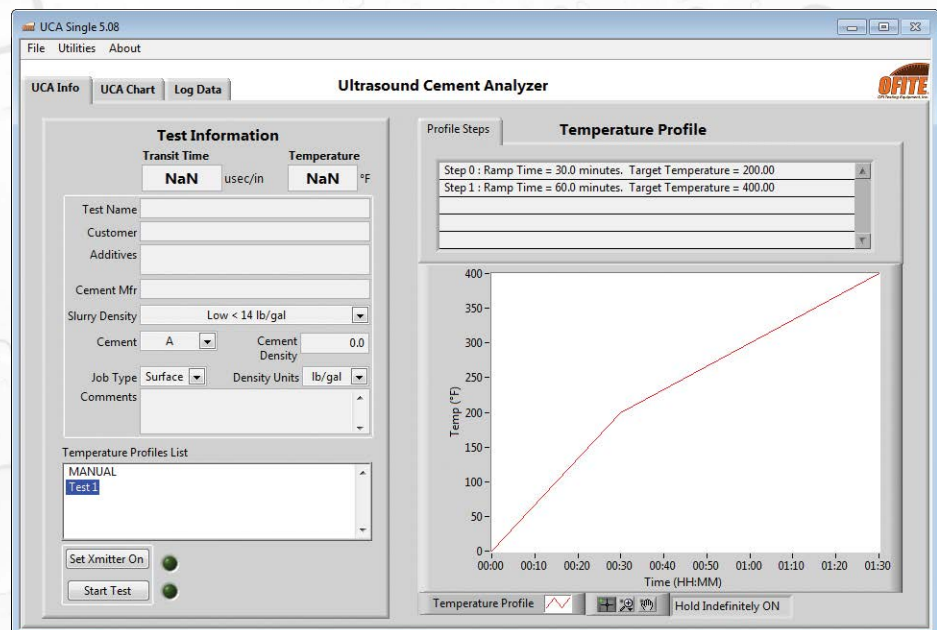 UCA Single 5.08
File Utilities About
UCA Info UCA Chart Log Data
Ultrasound Cement Analyzer
OFITE
Test Information
Transit Time Temperature
NaN usec/in NaN °F
Test Name
Customer
Additives
Cement Mfr
Slurry Density Low < 14 lb/gal
Cement A Cement Density 0.0
Job Type Surface Density Units lb/gal
Comments
Temperature Profiles List
MANUAL
Test 1
Set Xmitter On
Start Test
Profile Steps Temperature Profile
Step 0 : Ramp Time = 30.0 minutes. Target Temperature = 200.00
Step 1 : Ramp Time = 60.0 minutes. Target Temperature = 400.00
400
350
300
250
200
150
100
50
0
Temp (°F)
00:00 00:10 00:20 00:30 00:40 00:50 01:00 01:10 01:20 01:30
Time (HH:MM)
Temperature Profile Hold Indefinitely ON